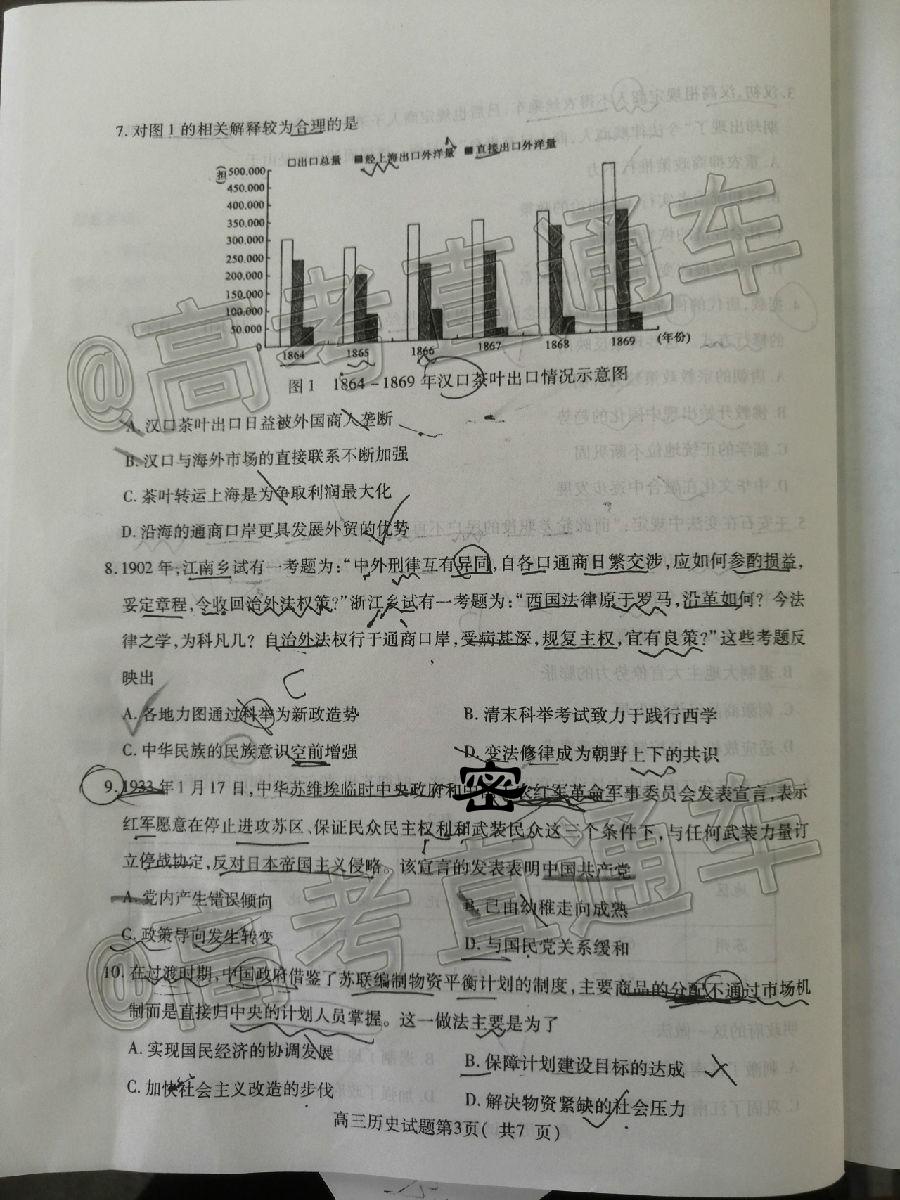 7. 对图 1 的相关解释较为合理的是
□出口总量 ■经上海出口外洋量 ■直接出口外洋量
(担)
500,000
450,000
400,000
350,000
300,000
250,000
200,000
150,000
100,000
50,000
0
1864 1865 1866 1867 1868 1869 (年份)
图 1 1864－1869 年汉口茶叶出口情况示意图
A. 汉口茶叶出口日益被外国商人垄断
B. 汉口与海外市场的直接联系不断加强
C. 茶叶转运上海是为争取利润最大化
D. 沿海的通商口岸更具发展外贸的优势
8. 1902 年，江南乡试有一考题为：“中外刑律互有异同，自各口通商日繁交涉，应如何参酌损益，
妥定章程，令收回治外法权策？”浙江乡试有一考题为：“西国法律原于罗马，沿革如何？今法
律之学，为科凡几？自治外法权行于通商口岸，受病甚深，规复主权，宜有良策？”这些考题反
映出
C
A. 各地力图通过科举为新政造势 B. 清末科举考试致力于践行西学
C. 中华民族的民族意识空前增强 D. 变法修律成为朝野上下的共识
9. 1933 年 1 月 17 日，中华苏维埃临时中央政府和 密 红军革命军事委员会发表宣言，表示
红军愿意在停止进攻苏区、保证民众民主权利和武装民众这一个条件下，与任何武装力量订
立停战协定，反对日本帝国主义侵略。该宣言的发表表明中国共产党
A. 党内产生错误倾向 B. 已由幼稚走向成熟
C. 政策导向发生转变 D. 与国民党关系缓和
10. 在过渡时期，中国政府借鉴了苏联编制物资平衡计划的制度，主要商品的分配不通过市场机
制而是直接归中央的计划人员掌握。这一做法主要是为了
A. 实现国民经济的协调发展 B. 保障计划建设目标的达成
C. 加快社会主义改造的步伐 D. 解决物资紧缺的社会压力
高三历史试题第3页( 共7 页)
@高考直通车
@高考直通车